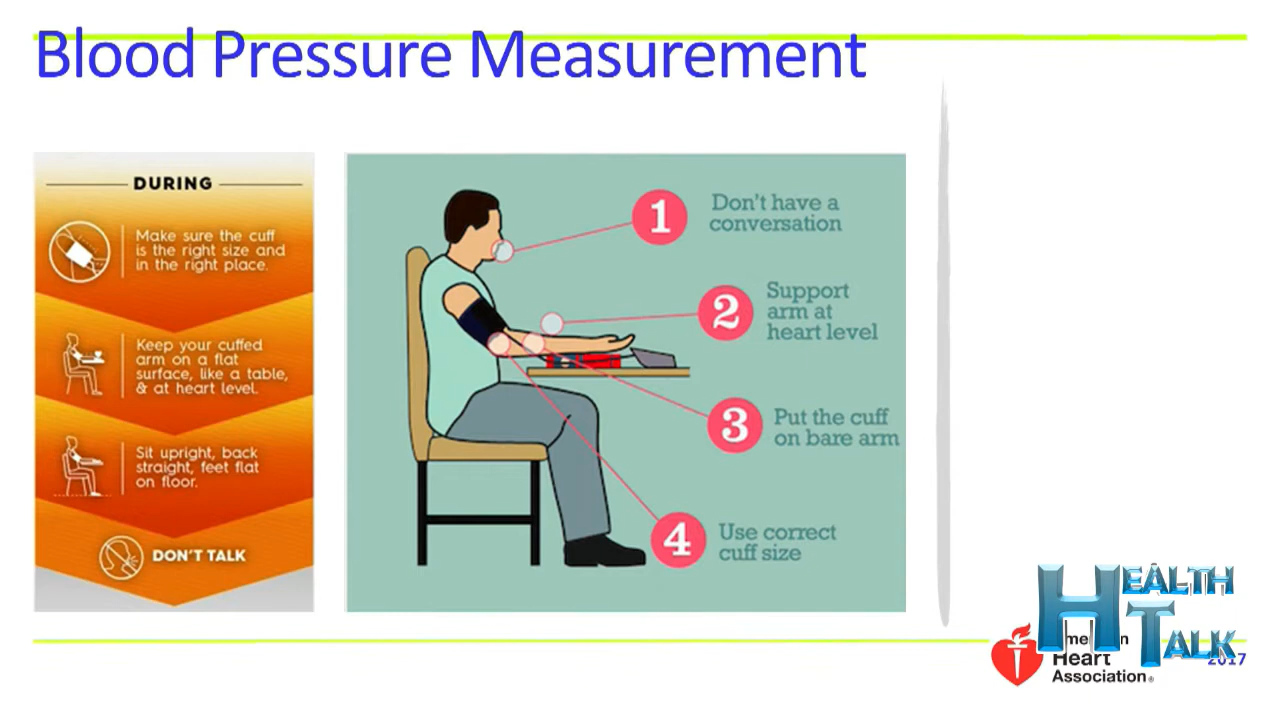 Blood Pressure Measurement
DURING
Make sure the cuff
is the right size and
in the right place.
Keep your cuffed
arm on a flat
surface, like a table,
& at heart level.
Sit upright, back
straight, feet flat
on floor.
DON'T TALK
1
Don't have a
conversation
2
Support
arm at
heart level
3
Put the cuff
on bare arm
4
Use correct
cuff size
HEALTH
TALK
Heart
Association®
2017